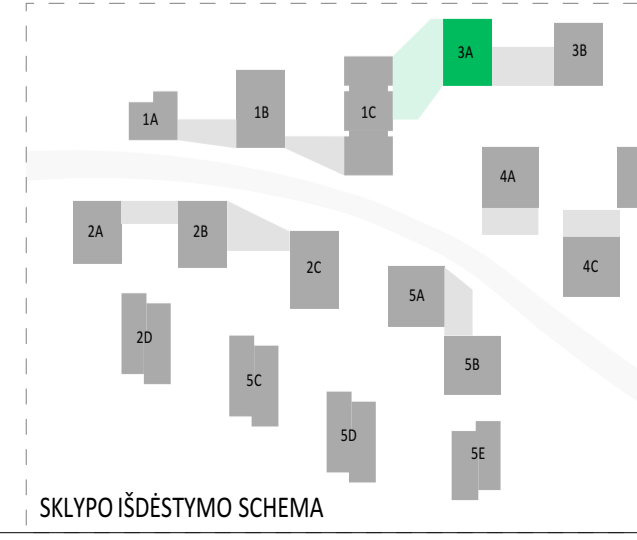 3A
3B
1A
1B
1C
4A
2A
2B
2C
4C
5A
2D
5B
5C
5D
5E
SKLYPO IŠDĖSTYMO SCHEMA